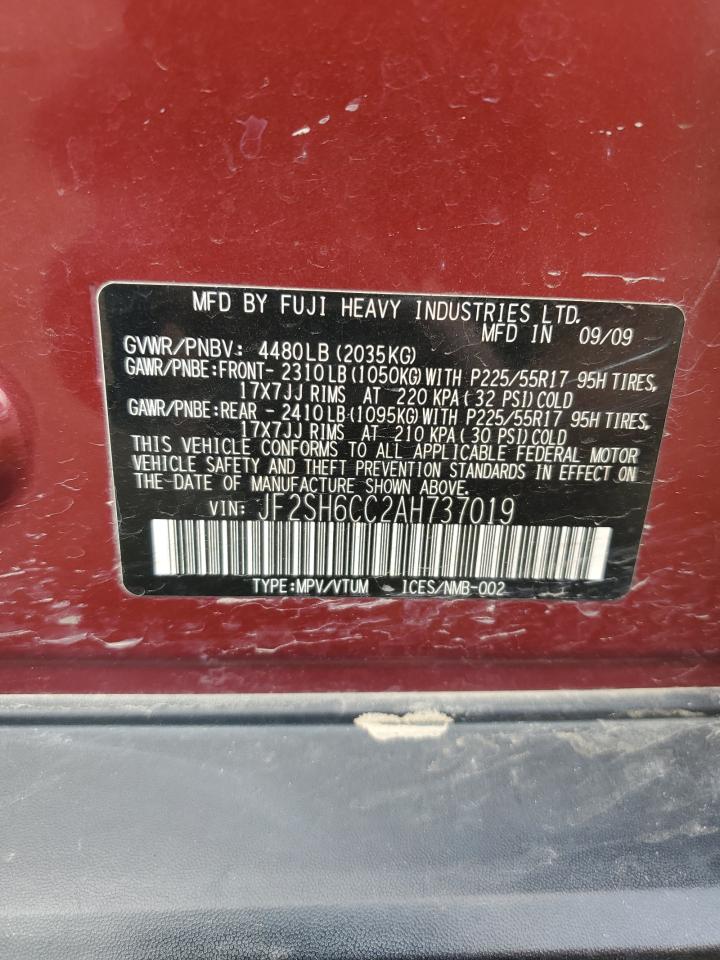 MFD BY FUJI HEAVY INDUSTRIES LTD.
MFD IN 09/09
GVWR/PNBV: 4480LB(2035KG)
GAWR/PNBE:FRONT-2310LB(1050KG)WITH P225/55R17 95H TIRES,
17X7JJ RIMS AT 220 KPA(32 PSI)COLD
GAWR/PNBE:REAR -2410LB(1095KG)WITH P225/55R17 95H TIRES,
17X7JJ RIMS AT 210 KPA(30 PSI)COLD
THIS VEHICLE CONFORMS TO ALL APPLICABLE FEDERAL MOTOR
VEHICLE SAFETY AND THEFT PREVENTION STANDARDS IN EFFECT ON
THE DATE OF MANUFACTURE SHOWN ABOVE.
VIN: JF2SH6CC2AH737019
TYPE:MPV/VTUM ICES/NMB-002